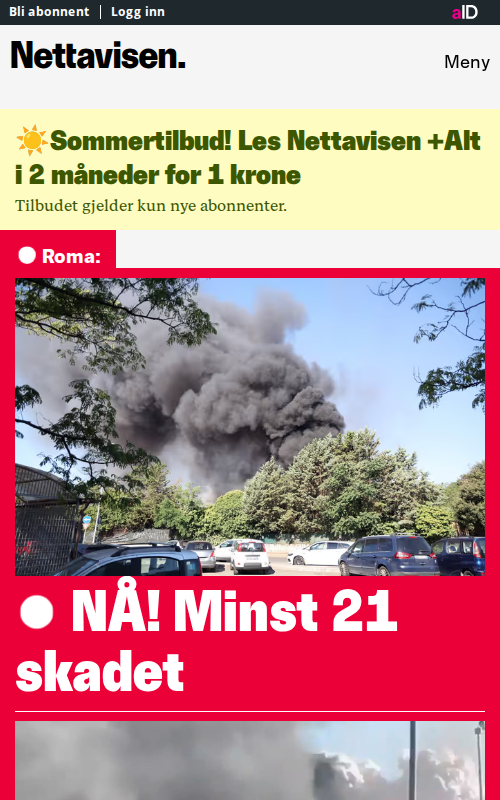 Bli abonnent
Logg inn
aID
Nettavisen.
Meny
☀️Sommertilbud! Les Nettavisen +Alt
i 2 måneder for 1 krone
Tilbudet gjelder kun nye abonnenter.
Roma:
NÅ! Minst 21
skadet